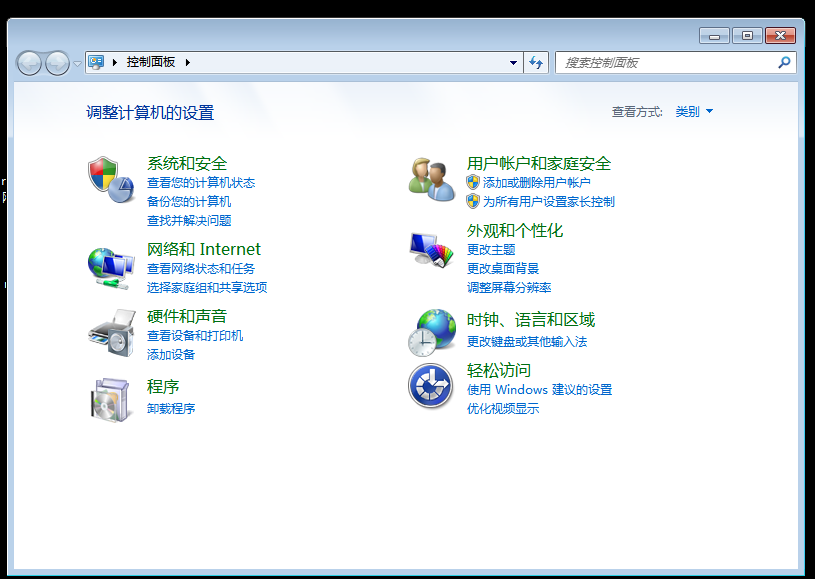 控制面板
搜索控制面板
调整计算机的设置
查看方式: 类别
系统和安全
查看您的计算机状态
备份您的计算机
查找并解决问题
网络和 Internet
查看网络状态和任务
选择家庭组和共享选项
硬件和声音
查看设备和打印机
添加设备
程序
卸载程序
用户帐户和家庭安全
添加或删除用户帐户
为所有用户设置家长控制
外观和个性化
更改主题
更改桌面背景
调整屏幕分辨率
时钟、语言和区域
更改键盘或其他输入法
轻松访问
使用 Windows 建议的设置
优化视频显示